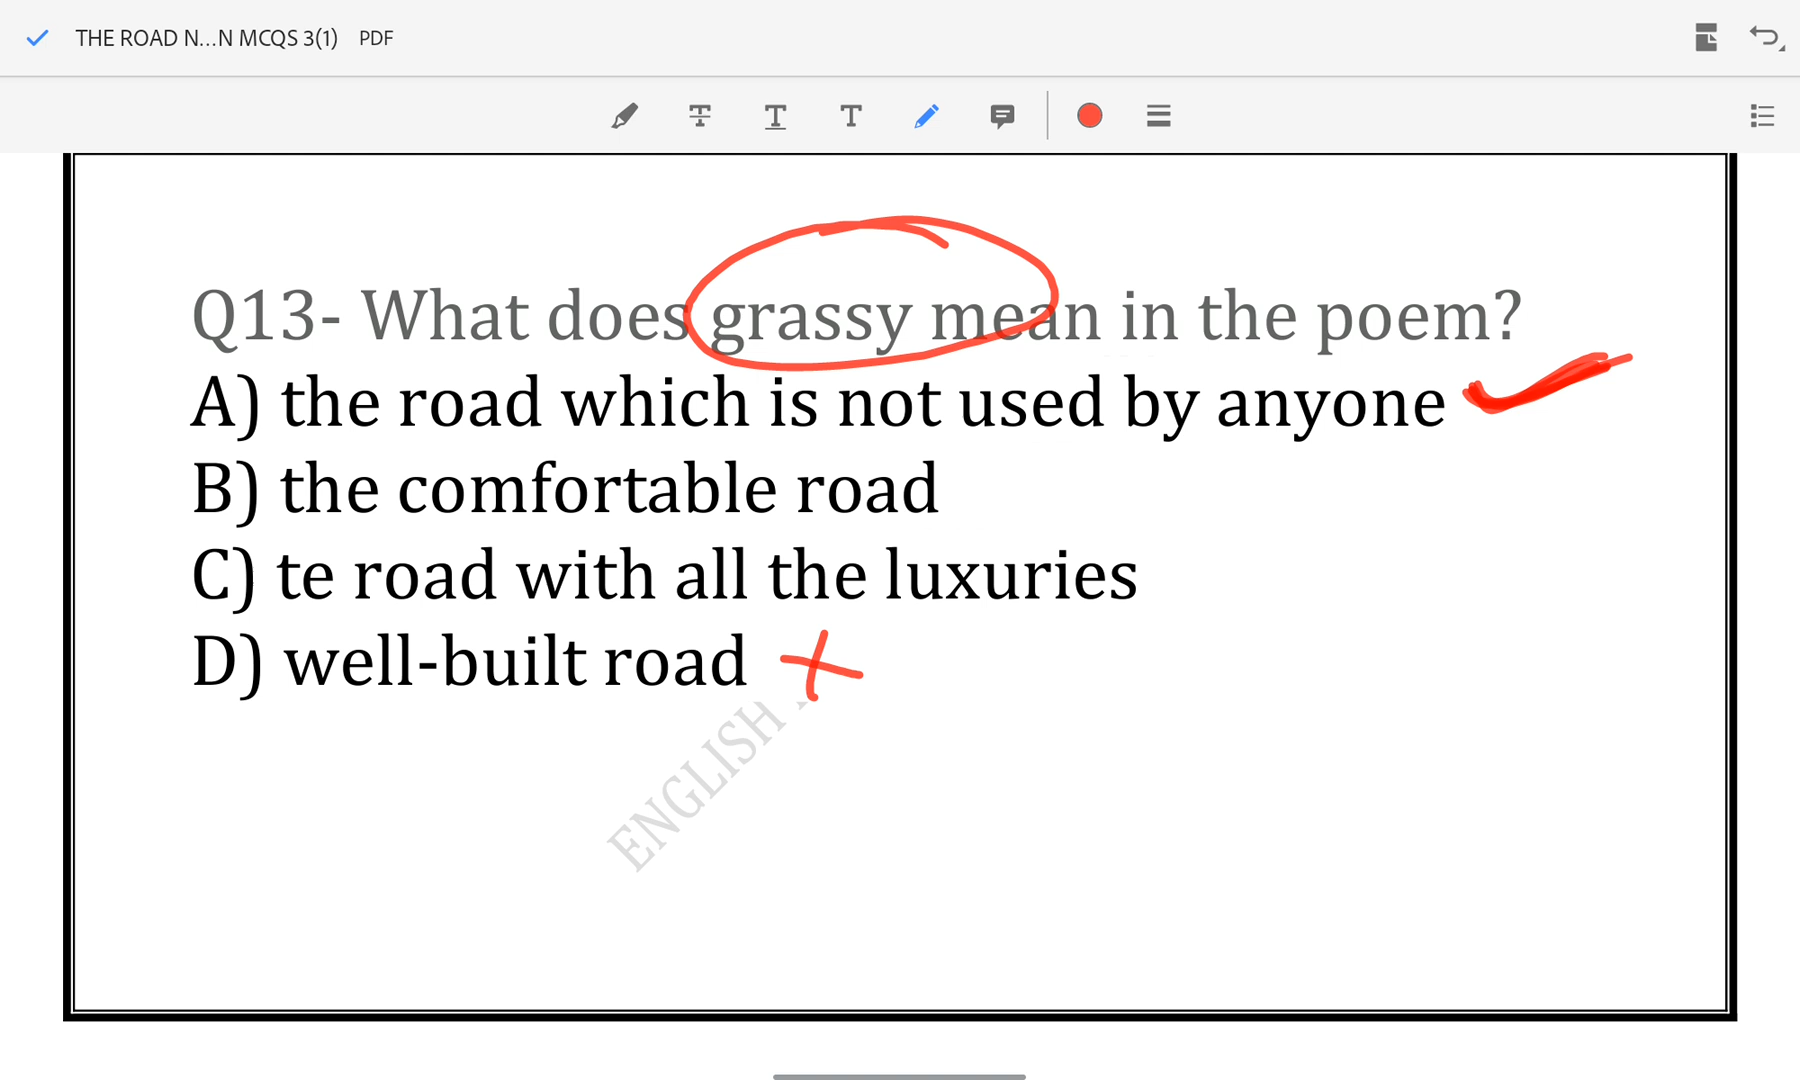 THE ROAD N...N MCQS 3(1) PDF
Q13- What does grassy mean in the poem?
A) the road which is not used by anyone
B) the comfortable road
C) te road with all the luxuries
D) well-built road
ENGLISH